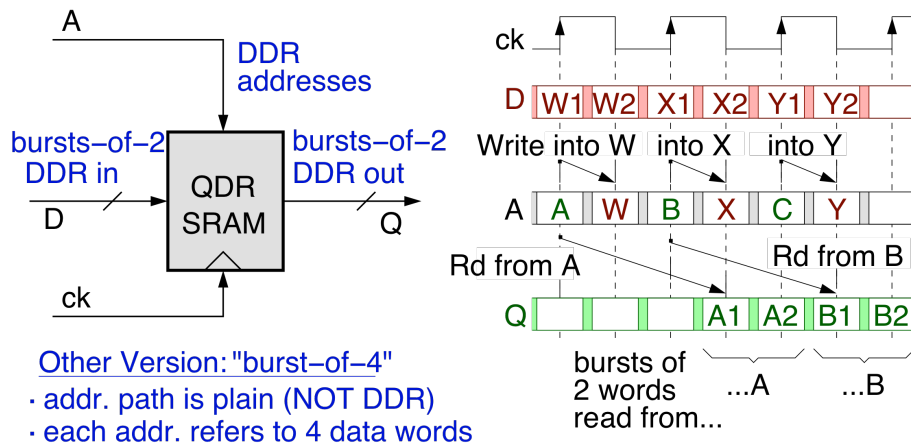 A
DDR
addresses
bursts-of-2
DDR in
bursts-of-2
DDR out
QDR
SRAM
D
Q
ck
Other Version: "burst-of-4"
· addr. path is plain (NOT DDR)
· each addr. refers to 4 data words
ck
D W1 W2 X1 X2 Y1 Y2
Write into W into X into Y
A A W B X C Y
Rd from A Rd from B
Q A1 A2 B1 B2
bursts of
2 words
read from...
...A ...B